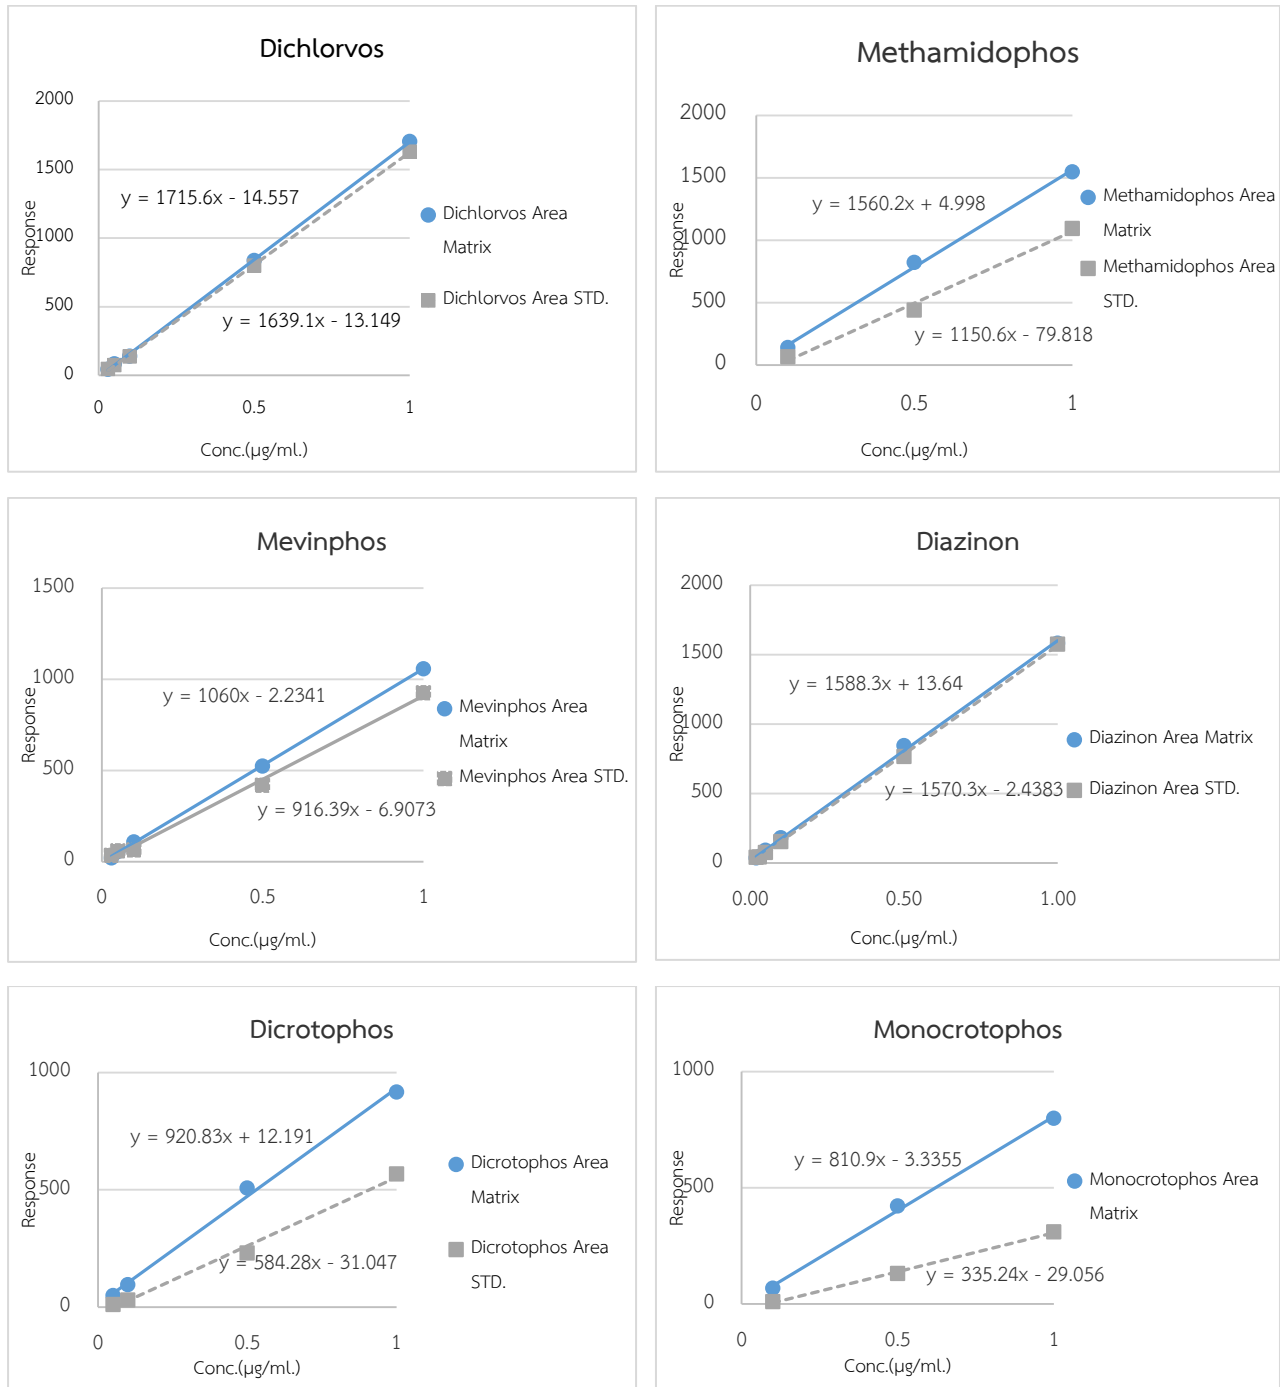 Dichlorvos
2000
1500
1000
500
0
0
0.5
1
Response
Conc.(µg/ml.)
y = 1715.6x - 14.557
y = 1639.1x - 13.149
Dichlorvos Area
Matrix
Dichlorvos Area STD.
Methamidophos
2000
1500
1000
500
0
0
0.5
1
Response
Conc.(µg/ml.)
y = 1560.2x + 4.998
y = 1150.6x - 79.818
Methamidophos Area
Matrix
Methamidophos Area
STD.
Mevinphos
1500
1000
500
0
0
0.5
1
Response
Conc.(µg/ml.)
y = 1060x - 2.2341
y = 916.39x - 6.9073
Mevinphos Area
Matrix
Mevinphos Area STD.
Diazinon
2000
1500
1000
500
0
0.00
0.50
1.00
Response
Conc.(µg/ml.)
y = 1588.3x + 13.64
y = 1570.3x - 2.4383
Diazinon Area Matrix
Diazinon Area STD.
Dicrotophos
1000
500
0
0
0.5
1
Response
Conc.(µg/ml.)
y = 920.83x + 12.191
y = 584.28x - 31.047
Dicrotophos Area
Matrix
Dicrotophos Area
STD.
Monocrotophos
1000
500
0
0
0.5
1
Response
Conc.(µg/ml.)
y = 810.9x - 3.3355
y = 335.24x - 29.056
Monocrotophos Area
Matrix